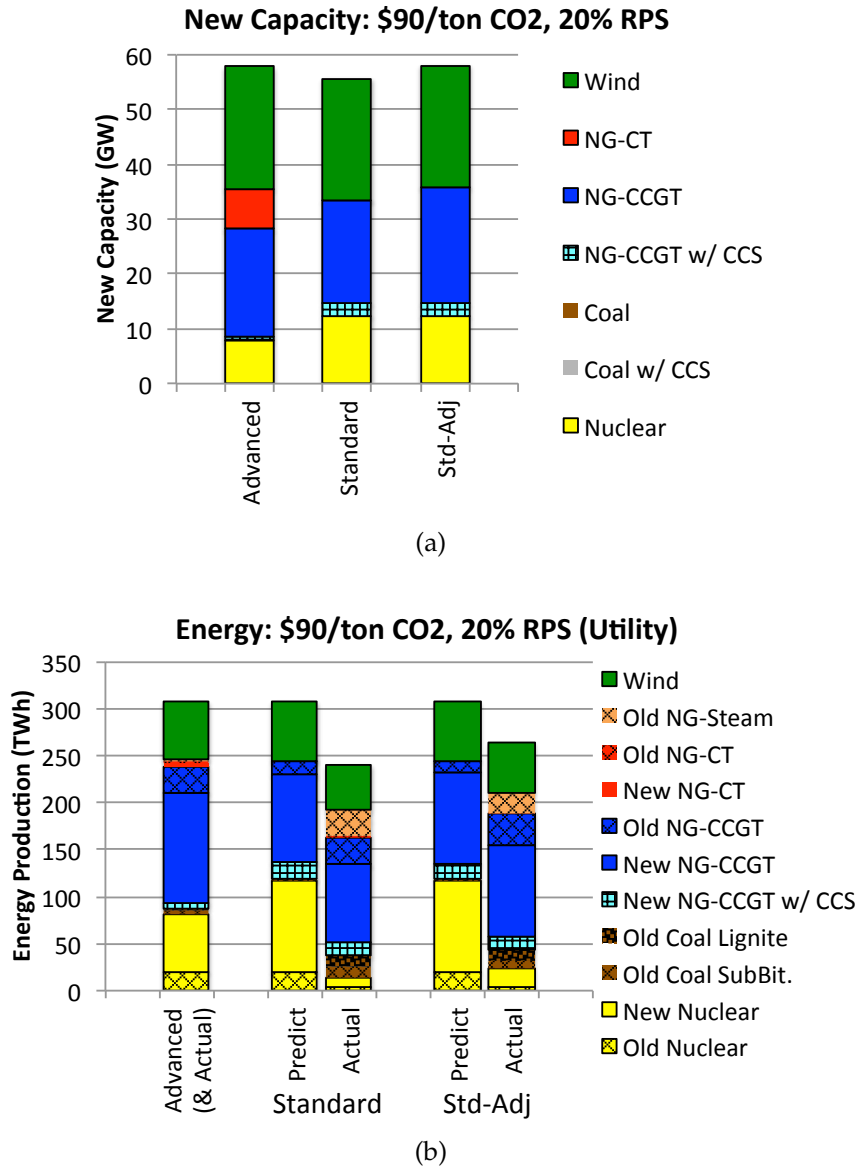 New Capacity: $90/ton CO2, 20% RPS
New Capacity (GW)
60
50
40
30
20
10
0
Advanced
Standard
Std-Adj
Wind
NG-CT
NG-CCGT
NG-CCGT w/ CCS
Coal
Coal w/ CCS
Nuclear
(a)
Energy: $90/ton CO2, 20% RPS (Utility)
Energy Production (TWh)
350
300
250
200
150
100
50
0
Advanced
(& Actual)
Predict
Actual
Predict
Actual
Standard
Std-Adj
Wind
Old NG-Steam
Old NG-CT
New NG-CT
Old NG-CCGT
New NG-CCGT
New NG-CCGT w/ CCS
Old Coal Lignite
Old Coal SubBit.
New Nuclear
Old Nuclear
(b)